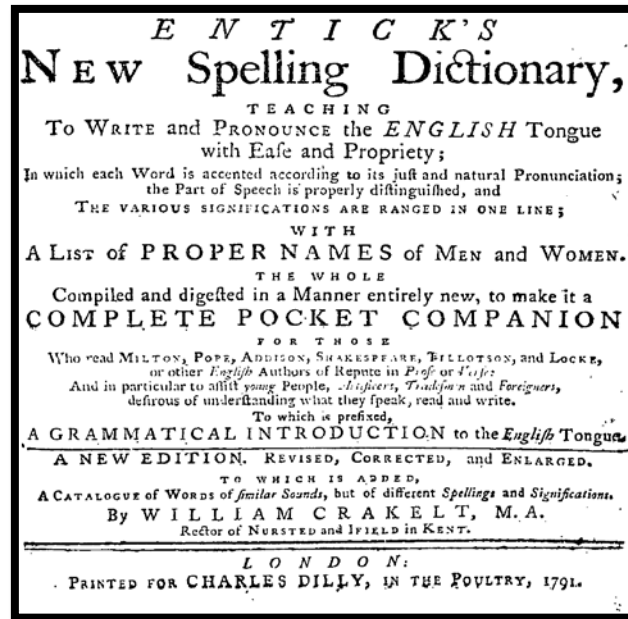 ENTICK'S
NEW Spelling Dictionary,
TEACHING
To WRITE and PRONOUNCE the ENGLISH Tongue
with Eaſe and Propriety;
In which each Word is accented according to its juſt and natural Pronunciation;
the Part of Speech is properly diſtinguiſhed, and
THE VARIOUS SIGNIFICATIONS ARE RANGED IN ONE LINE;
WITH
A LIST of PROPER NAMES of MEN and WOMEN.
THE WHOLE
Compiled and digeſted in a Manner entirely new, to make it a
COMPLETE POCKET COMPANION
FOR THOSE
Who read MILTON, POPE, ADDISON, SHAKESPEARE, TILLOTSON, and LOCKE,
or other Engliſh Authors of Repute in Proſe or Verſe:
And in particular to aſſiſt young People, Artificers, Tradeſmen and Foreigners,
deſirous of underſtanding what they ſpeak, read and write.
To which is prefixed,
A GRAMMATICAL INTRODUCTION to the Engliſh Tongue.
A NEW EDITION. REVISED, CORRECTED, and ENLARGED.
TO WHICH IS ADDED,
A CATALOGUE of WORDS of ſimilar Sounds, but of different Spellings and Significations.
By WILLIAM CRAKELT, M.A.
Rector of NURSTED and IFIELD in KENT.
LONDON:
PRINTED FOR CHARLES DILLY, IN THE POULTRY, 1791.